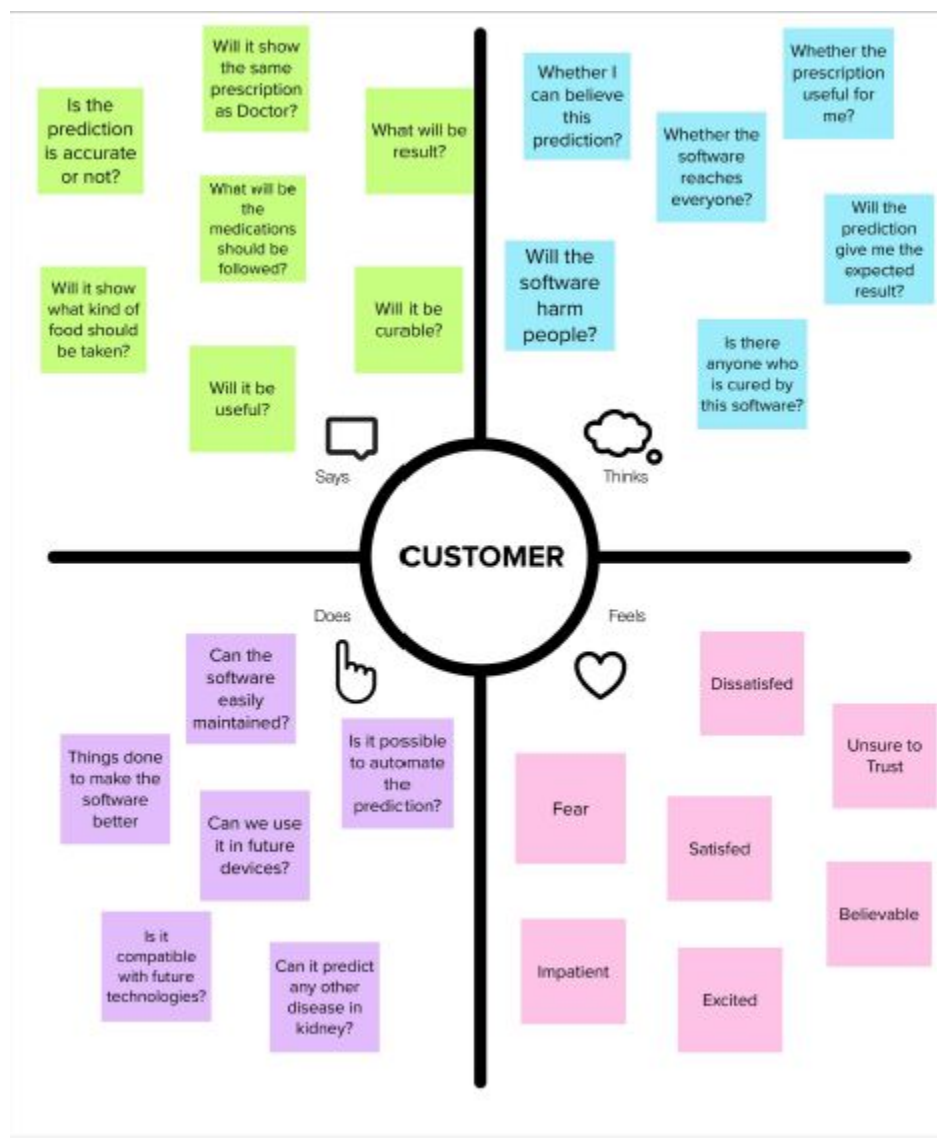 Will it show
the same
prescription
as Doctor?
Is the
prediction
is accurate
or not?
What will be
result?
What will be
the
medications
should be
followed?
Will it show
what kind of
food should
be taken?
Will it be
curable?
Will it be
useful?
Says
Whether the
prescription
useful for
me?
Whether I
can believe
this
prediction?
Whether the
software
reaches
everyone?
Will the
prediction
give me the
expected
result?
Will the
software
harm
people?
Is there
anyone who
is cured by
this software?
Thinks
CUSTOMER
Does
Can the
software
easily
maintained?
Is it possible
to automate
the
prediction?
Things done
to make the
software
better
Can we use
it in future
devices?
Is it
compatible
with future
technologies?
Can it predict
any other
disease in
kidney?
Feels
Dissatisfed
Unsure to
Trust
Fear
Satisfed
Believable
Impatient
Excited